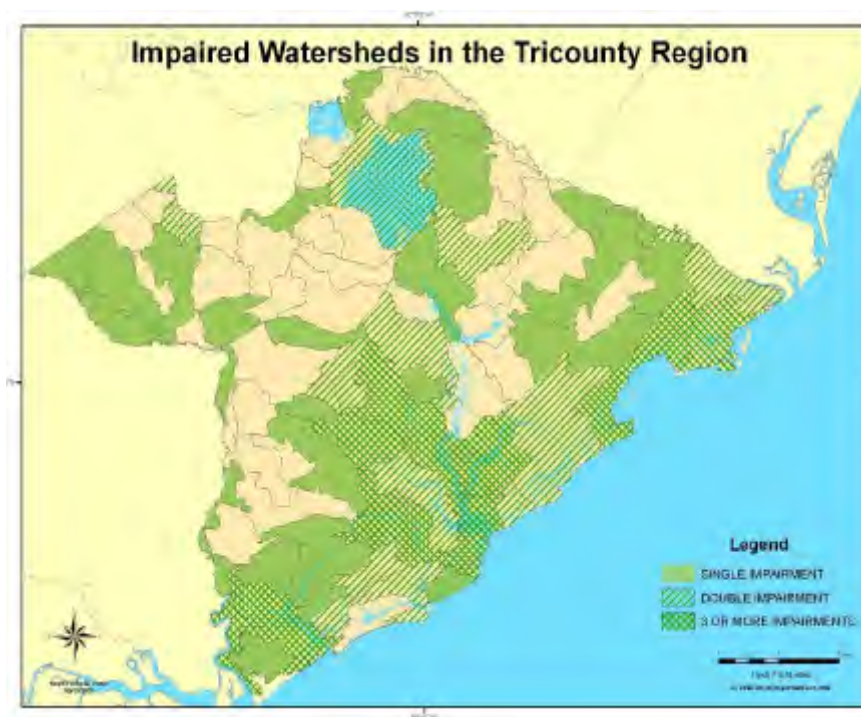 Impaired Watersheds in the Tricounty Region
Legend
SINGLE IMPAIRMENT
DOUBLE IMPAIRMENT
3 OR MORE IMPAIRMENTS